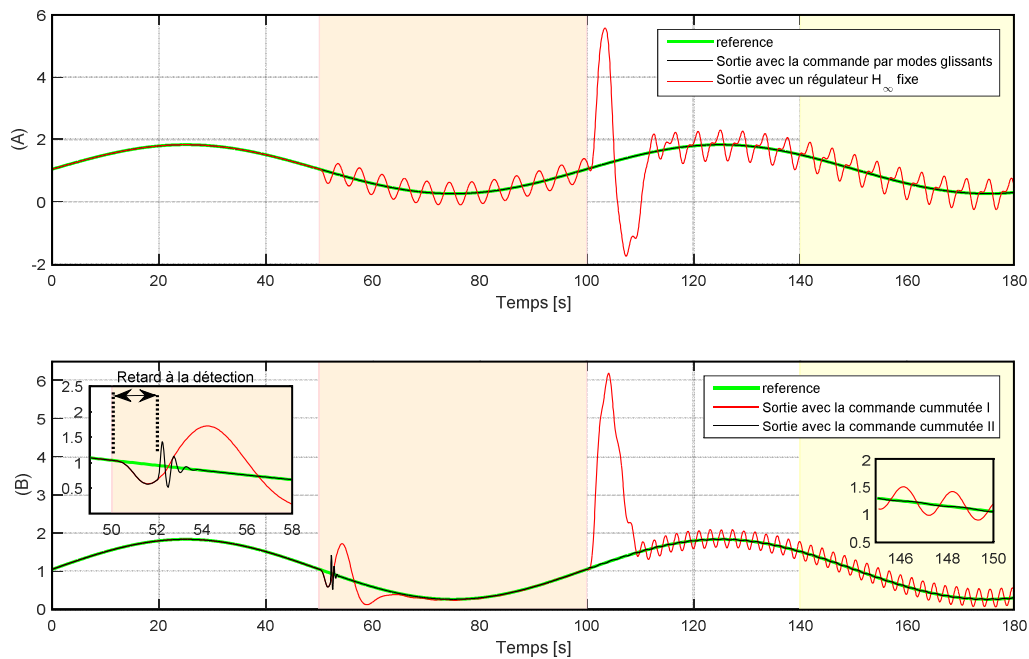 6
4
2
0
-2
(A)
reference
Sortie avec la commande par modes glissants
Sortie avec un régulateur H∞ fixe
0 20 40 60 80 100 120 140 160 180
Temps [s]
6
5
4
3
2
1
0
(B)
Retard à la détection
2.5
2
1.5
1
0.5
50 52 54 56 58
reference
Sortie avec la commande cummutée I
Sortie avec la commande cummutée II
2
1.5
1
0.5
146 148 150
0 20 40 60 80 100 120 140 160 180
Temps [s]